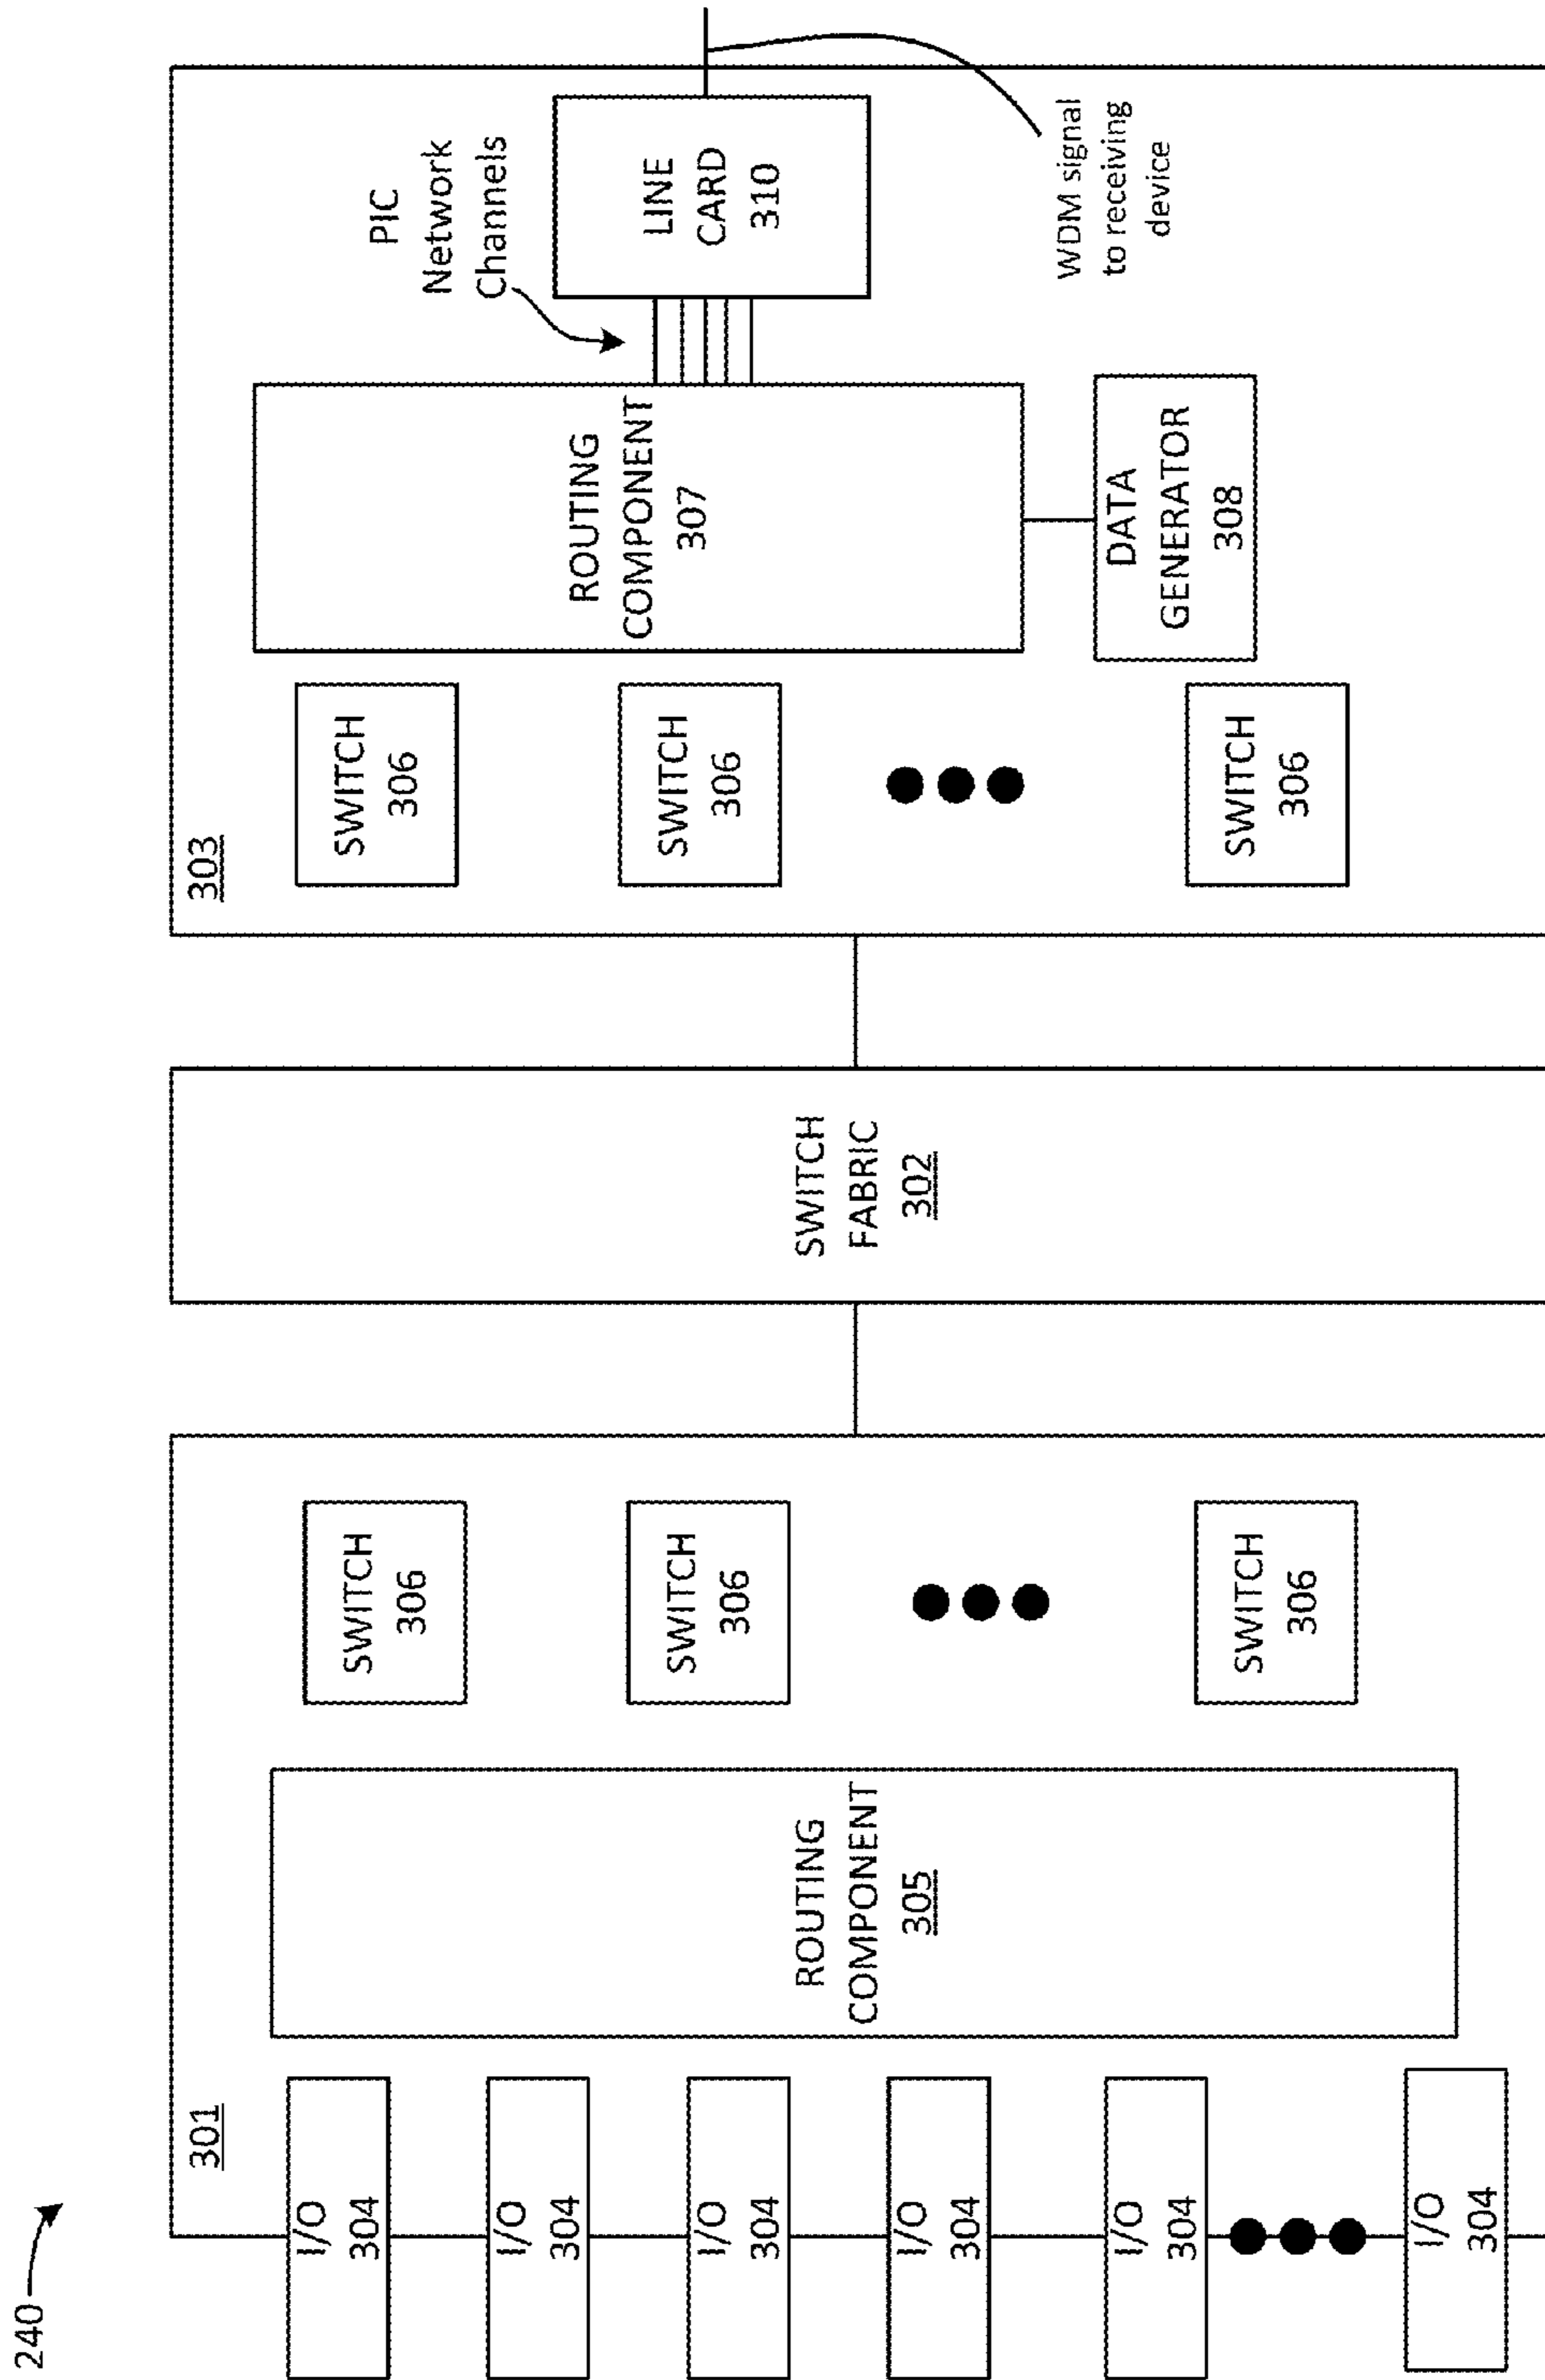 240
301
I/O
304
I/O
304
I/O
304
I/O
304
I/O
304
I/O
304
ROUTING
COMPONENT
305
SWITCH
306
SWITCH
306
SWITCH
306
SWITCH
FABRIC
302
303
SWITCH
306
SWITCH
306
SWITCH
306
ROUTING
COMPONENT
307
DATA
GENERATOR
308
PIC
Network
Channels
LINE
CARD
310
WDM signal
to receiving
device